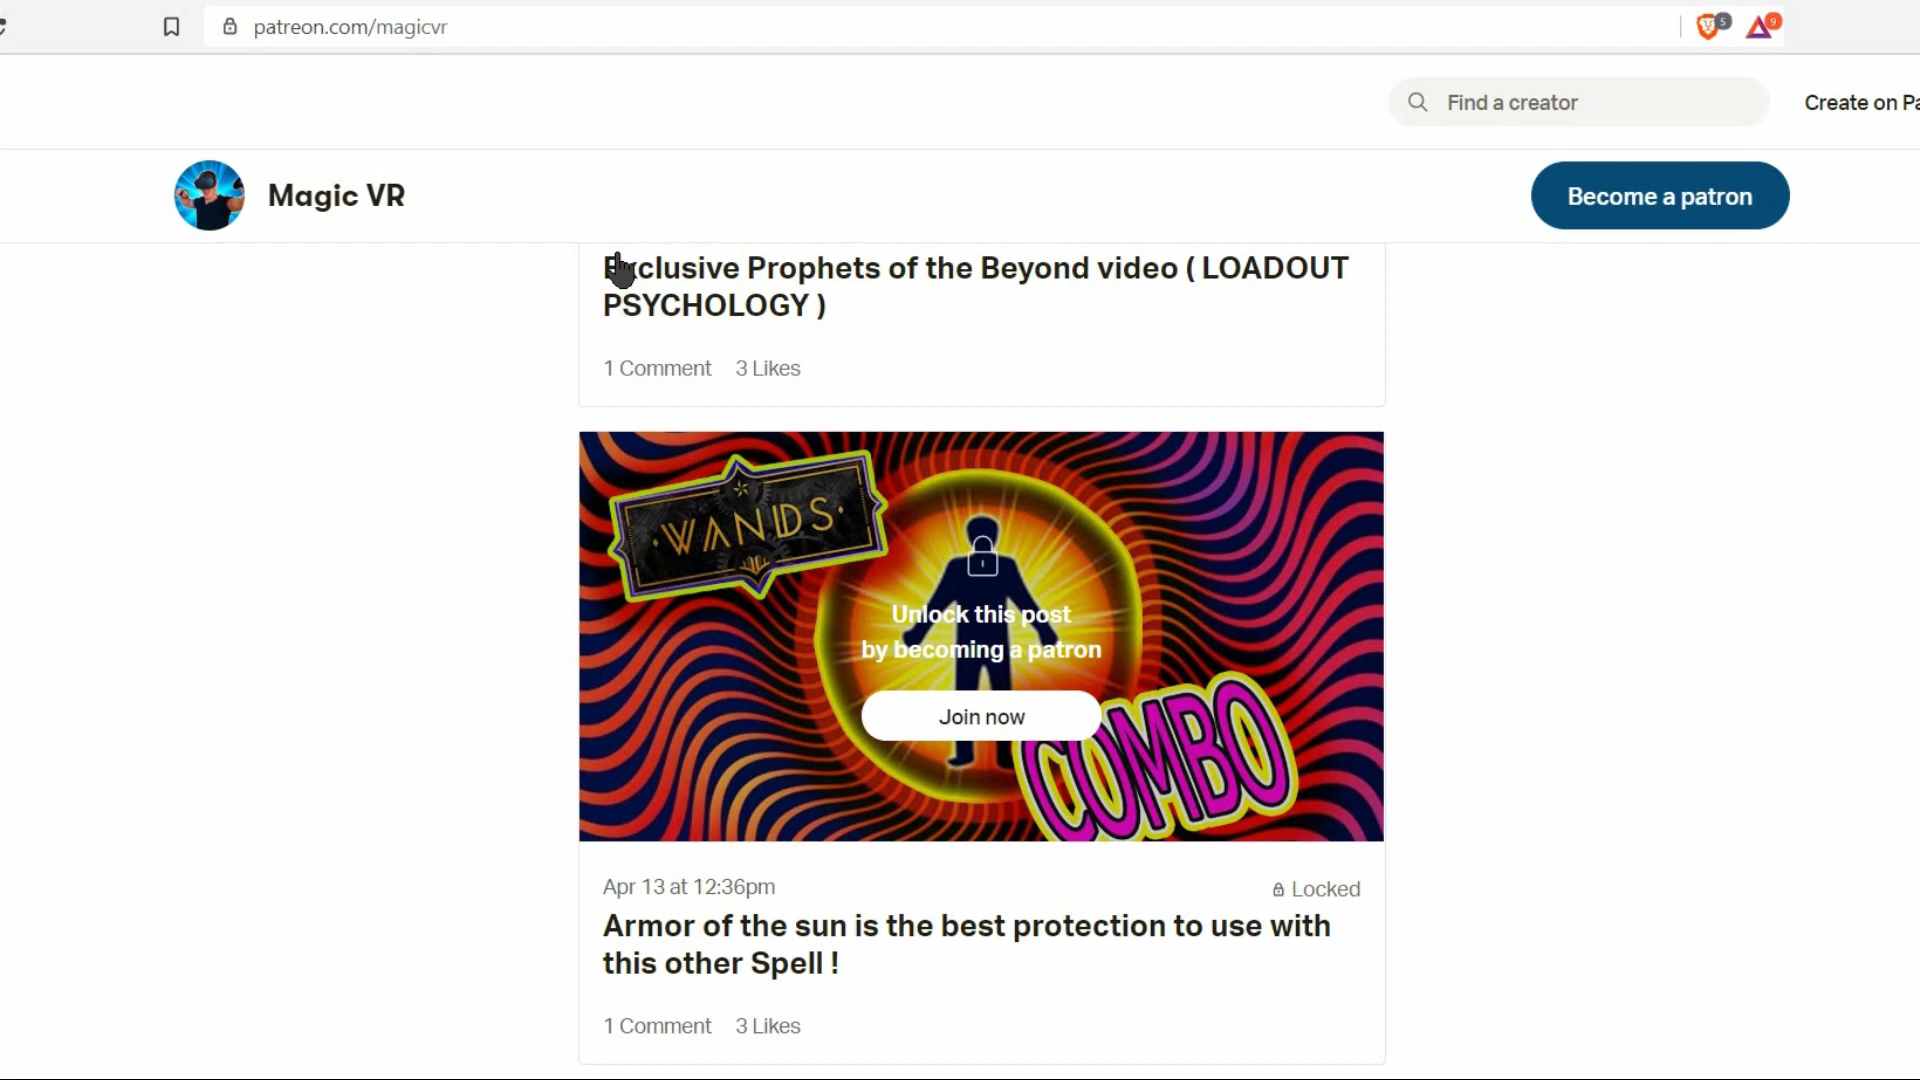 patreon.com/magicvr
5
9
Find a creator
Create on Pa
Magic VR
Become a patron
Exclusive Prophets of the Beyond video ( LOADOUT
PSYCHOLOGY )
1 Comment 3 Likes
WANDS
Unlock this post
by becoming a patron
Join now
COMBO
Apr 13 at 12:36pm
Locked
Armor of the sun is the best protection to use with
this other Spell !
1 Comment 3 Likes